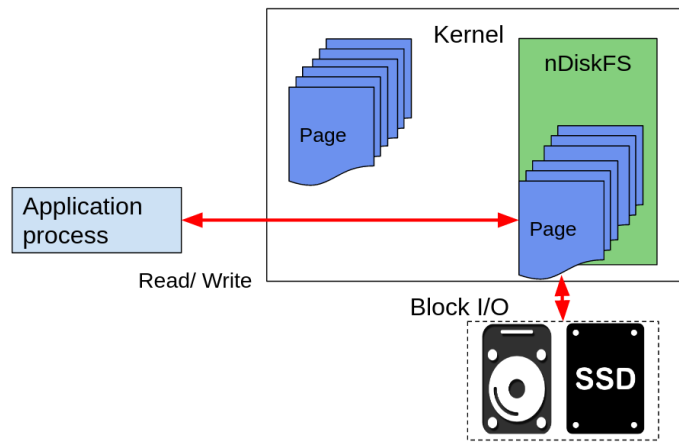 Kernel
nDiskFS
Page
Application
process
Page
Read/ Write
Block I/O
SSD